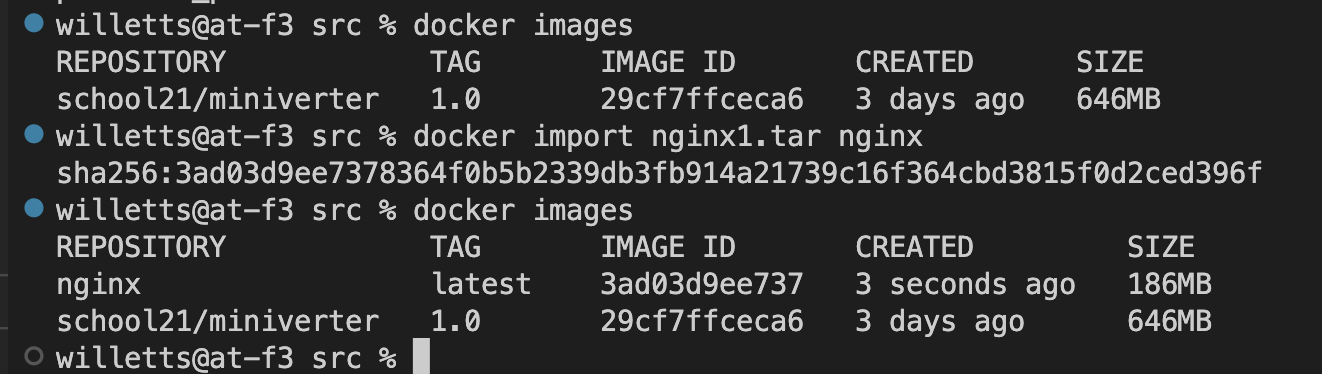 willetts@at-f3 src % docker images
REPOSITORY TAG IMAGE ID CREATED SIZE
school21/miniverter 1.0 29cf7ffceca6 3 days ago 646MB
willetts@at-f3 src % docker import nginx1.tar nginx
sha256:3ad03d9ee7378364f0b5b2339db3fb914a21739c16f364cbd3815f0d2ced396f
willetts@at-f3 src % docker images
REPOSITORY TAG IMAGE ID CREATED SIZE
nginx latest 3ad03d9ee737 3 seconds ago 186MB
school21/miniverter 1.0 29cf7ffceca6 3 days ago 646MB
willetts@at-f3 src %